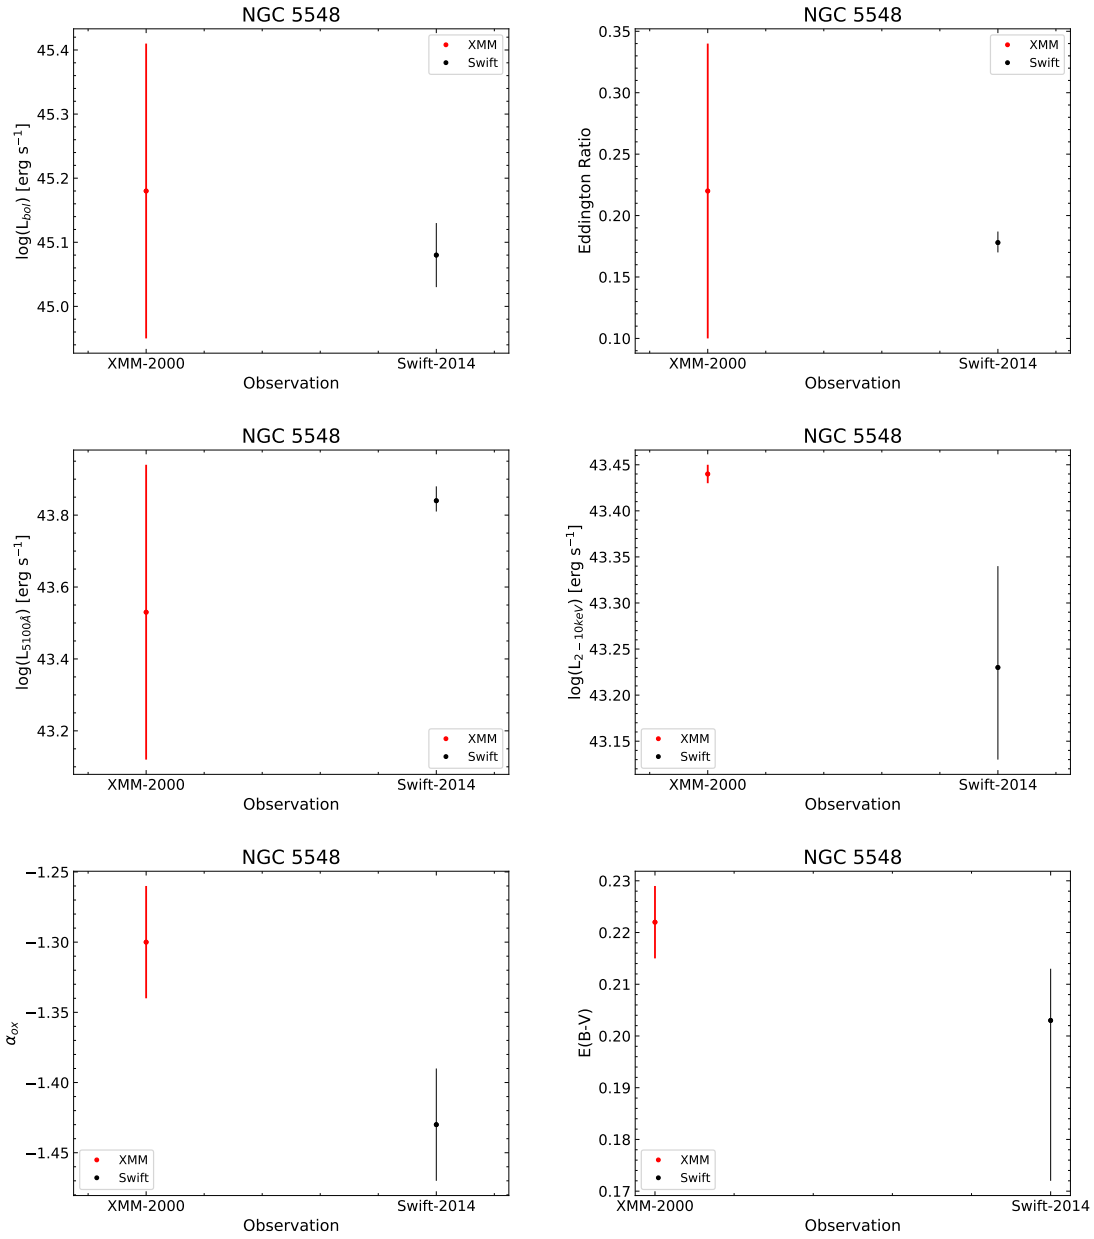 NGC 5548
log(L_bol) [erg s⁻¹]
45.4
45.3
45.2
45.1
45.0
XMM
Swift
XMM-2000
Swift-2014
Observation
NGC 5548
Eddington Ratio
0.35
0.30
0.25
0.20
0.15
0.10
XMM
Swift
XMM-2000
Swift-2014
Observation
NGC 5548
log(L_5100Å) [erg s⁻¹]
43.8
43.6
43.4
43.2
XMM
Swift
XMM-2000
Swift-2014
Observation
NGC 5548
log(L_2−10keV) [erg s⁻¹]
43.45
43.40
43.35
43.30
43.25
43.20
43.15
XMM
Swift
XMM-2000
Swift-2014
Observation
NGC 5548
α_ox
−1.25
−1.30
−1.35
−1.40
−1.45
XMM
Swift
XMM-2000
Swift-2014
Observation
NGC 5548
E(B-V)
0.23
0.22
0.21
0.20
0.19
0.18
0.17
XMM
Swift
XMM-2000
Swift-2014
Observation